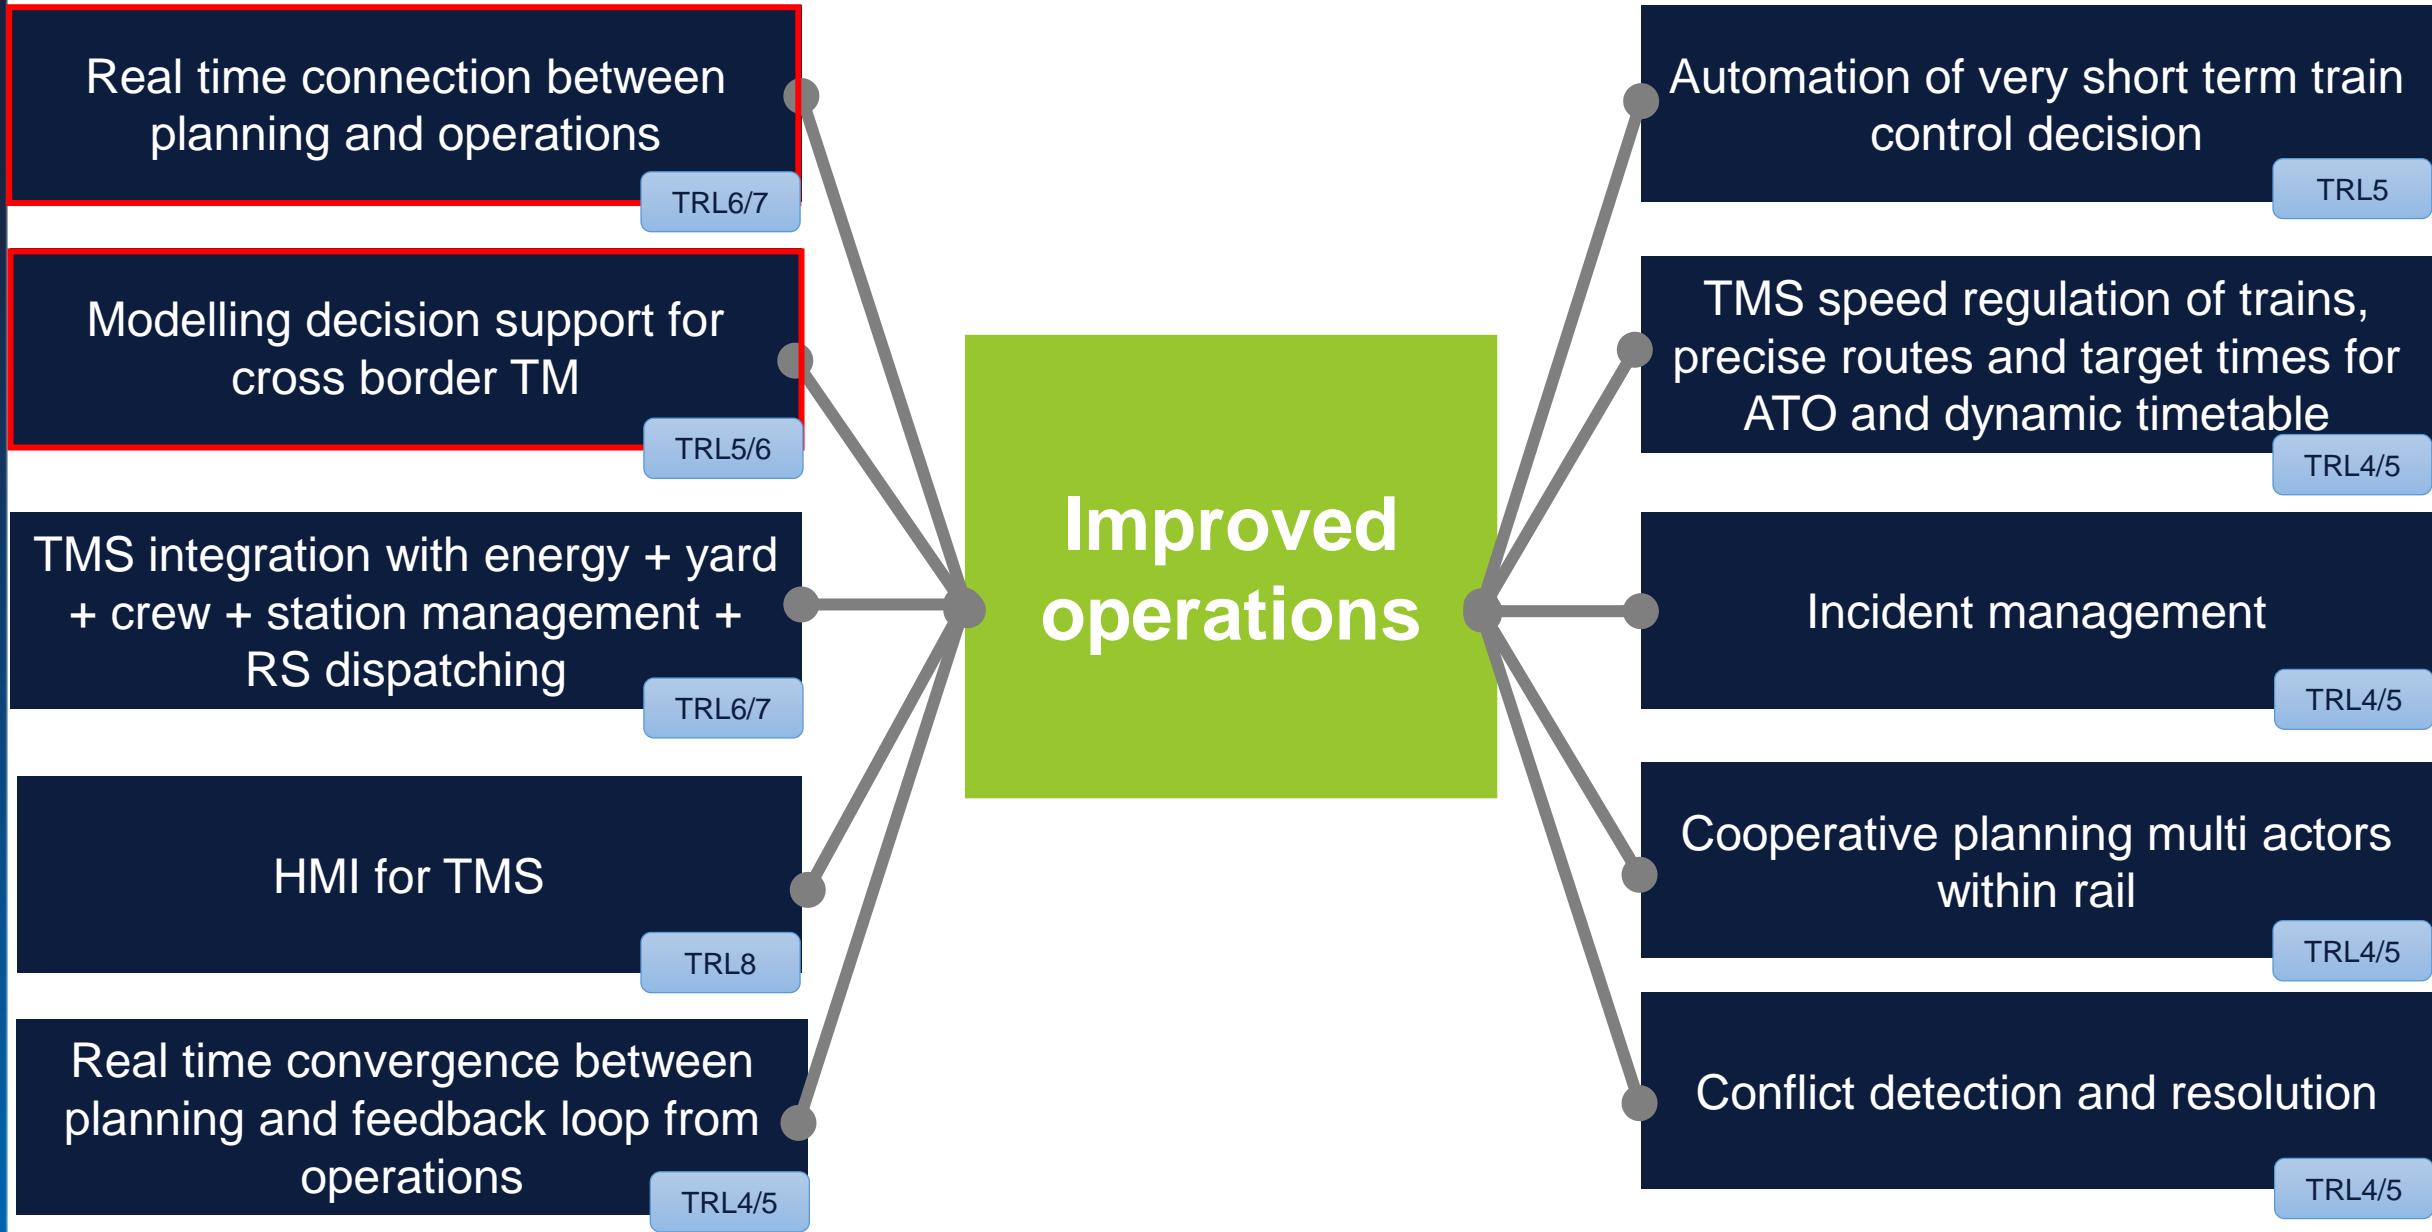 Real time connection between
planning and operations
TRL6/7
Modelling decision support for
cross border TM
TRL5/6
TMS integration with energy + yard
+ crew + station management +
RS dispatching
TRL6/7
HMI for TMS
TRL8
Real time convergence between
planning and feedback loop from
operations
TRL4/5
Improved
operations
Automation of very short term train
control decision
TRL5
TMS speed regulation of trains,
precise routes and target times for
ATO and dynamic timetable
TRL4/5
Incident management
TRL4/5
Cooperative planning multi actors
within rail
TRL4/5
Conflict detection and resolution
TRL4/5